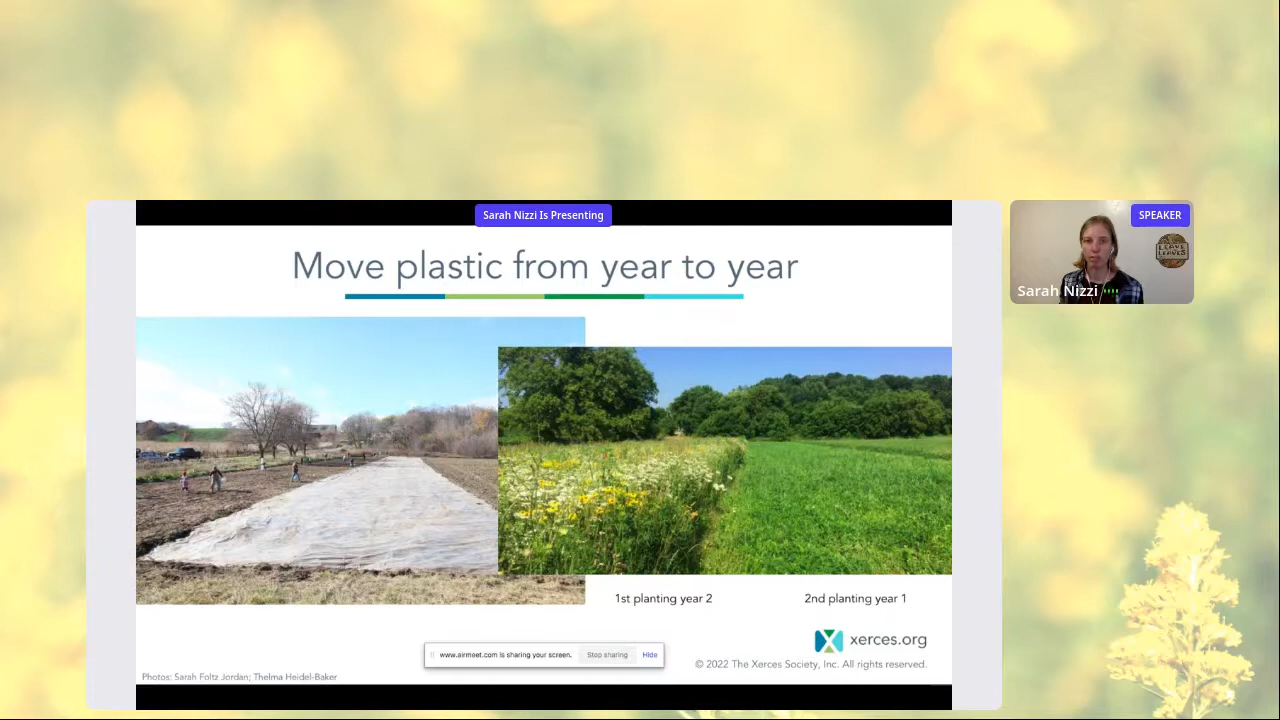 Sarah Nizzi Is Presenting
SPEAKER
LEAVE
LEAVES
Sarah Nizzi
Move plastic from year to year
1st planting year 2
2nd planting year 1
xerces.org
www.airmeet.com is sharing your screen.
Stop sharing
Hide
© 2022 The Xerces Society, Inc. All rights reserved.
Photos: Sarah Foltz Jordan; Thelma Heidel-Baker